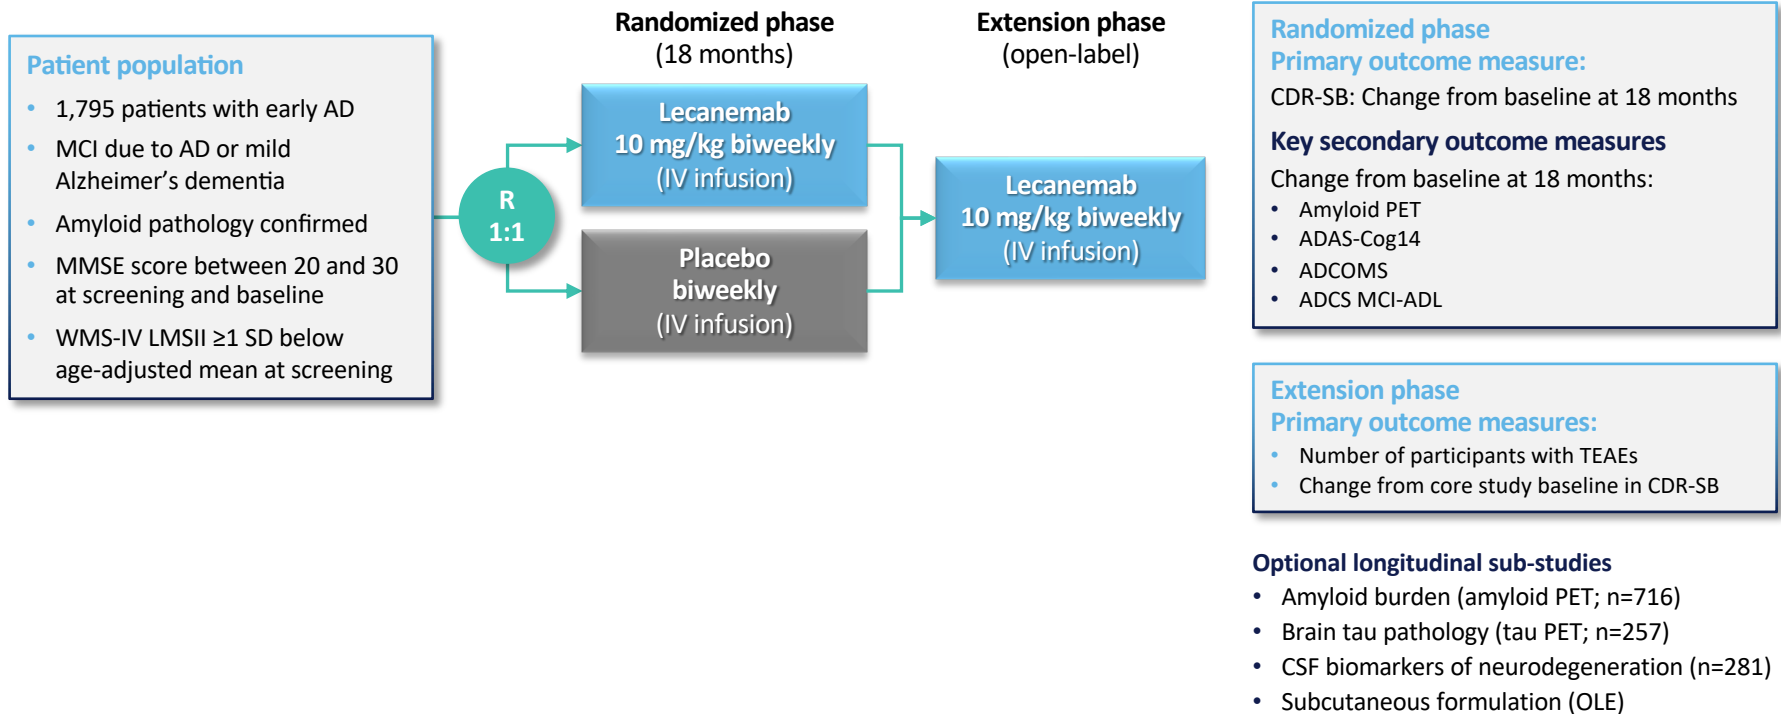 Patient population
• 1,795 patients with early AD
• MCI due to AD or mild
Alzheimer's dementia
• Amyloid pathology confirmed
• MMSE score between 20 and 30
at screening and baseline
• WMS-IV LMSII ≥1 SD below
age-adjusted mean at screening
R
1:1
Randomized phase
(18 months)
Lecanemab
10 mg/kg biweekly
(IV infusion)
Placebo
biweekly
(IV infusion)
Extension phase
(open-label)
Lecanemab
10 mg/kg biweekly
(IV infusion)
Randomized phase
Primary outcome measure:
CDR-SB: Change from baseline at 18 months
Key secondary outcome measures
Change from baseline at 18 months:
• Amyloid PET
• ADAS-Cog14
• ADCOMS
• ADCS MCI-ADL
Extension phase
Primary outcome measures:
• Number of participants with TEAEs
• Change from core study baseline in CDR-SB
Optional longitudinal sub-studies
• Amyloid burden (amyloid PET; n=716)
• Brain tau pathology (tau PET; n=257)
• CSF biomarkers of neurodegeneration (n=281)
• Subcutaneous formulation (OLE)